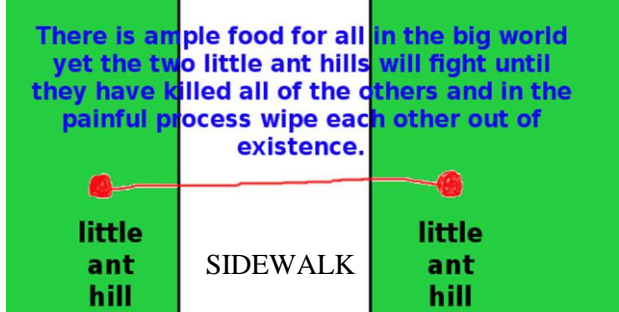 There is ample food for all in the big world
yet the two little ant hills will fight until
they have killed all of the others and in the
painful process wipe each other out of
existence.
little
ant
hill
SIDEWALK
little
ant
hill